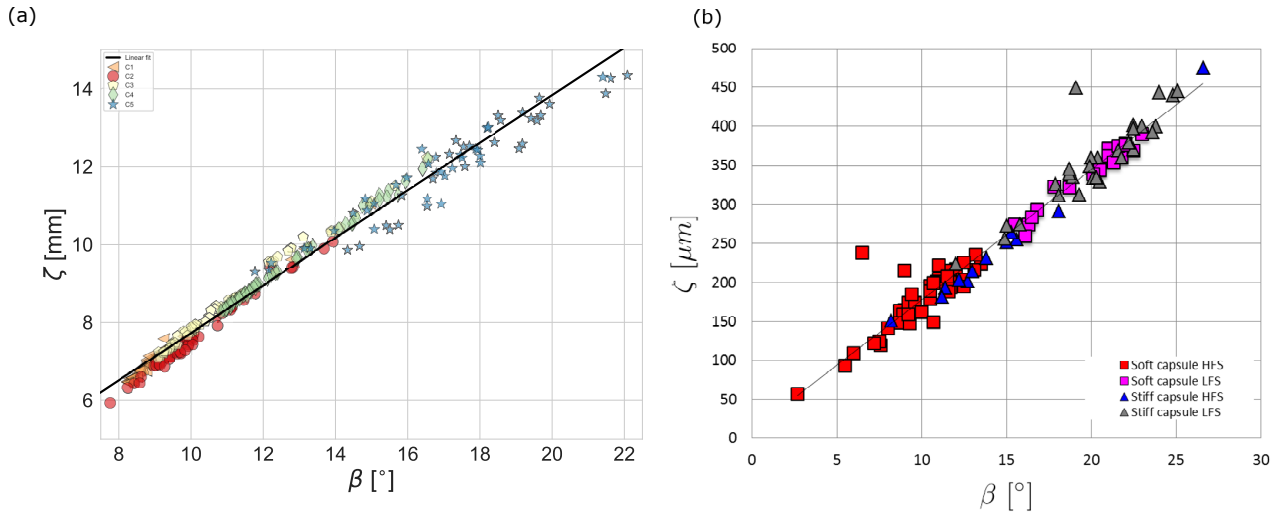 (a)
14
12
10
8
6
ζ [mm]
Linear fit
C1
C2
C3
C4
C5
8
10
12
14
16
18
20
22
β [°]
(b)
500
450
400
350
300
250
200
150
100
50
0
ζ [μm]
Soft capsule HFS
Soft capsule LFS
Stiff capsule HFS
Stiff capsule LFS
0
5
10
15
20
25
30
β [°]